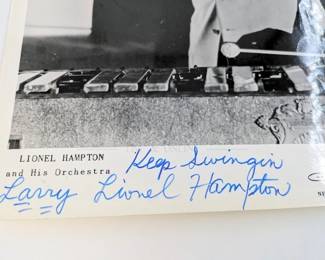 LIONEL HAMPTON
and His Orchestra
Keep Swingin
Larry Lionel Hampton